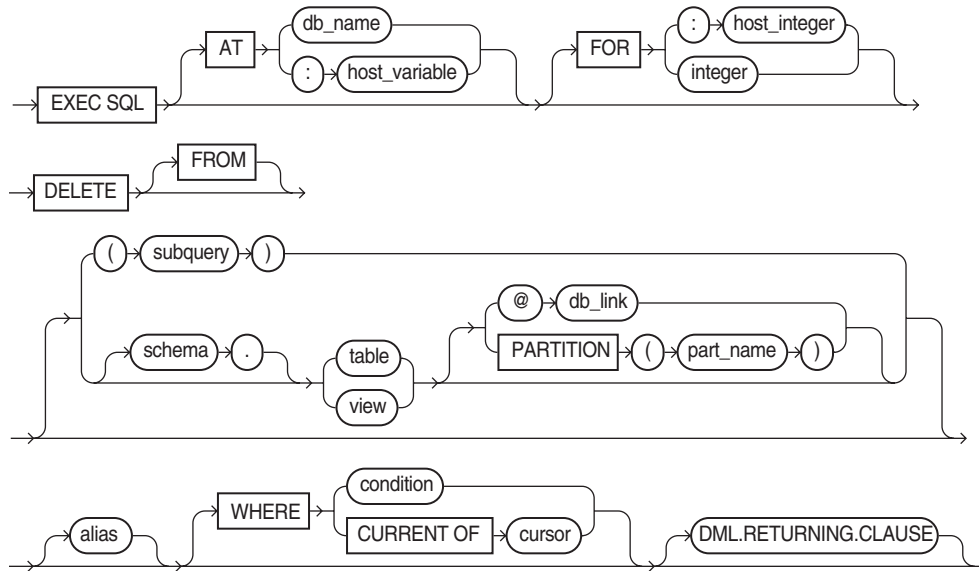 AT db_name FOR : host_integer
: host_variable integer
EXEC SQL
FROM
DELETE
( subquery )
@ db_link
schema . table PARTITION ( part_name )
view
condition
alias WHERE CURRENT OF cursor DML.RETURNING.CLAUSE